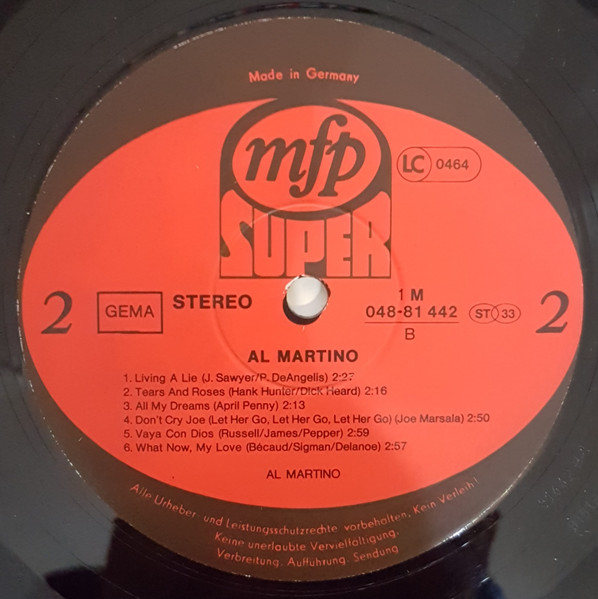 Made in Germany
mfp
SUPER
LC 0464
2 GEMA STEREO
1 M
048-81 442
B
ST 33
2
AL MARTINO
1. Living A Lie (J. Sawyer/P. DeAngelis) 2:27
2. Tears And Roses (Hank Hunter/Dick Heard) 2:16
3. All My Dreams (April Penny) 2:13
4. Don't Cry Joe (Let Her Go, Let Her Go, Let Her Go) (Joe Marsala) 2:50
5. Vaya Con Dios (Russell/James/Pepper) 2:59
6. What Now, My Love (Bécaud/Sigman/Delanoe) 2:57
AL MARTINO
Alle Urheber- und Leistungsschutzrechte vorbehalten. Kein Verleih!
Keine unerlaubte Vervielfältigung,
Verbreitung, Aufführung, Sendung